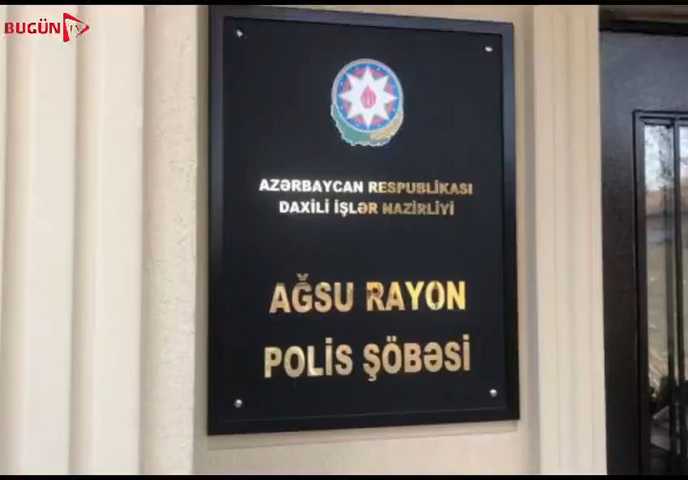 BUGÜN TV
AZƏRBAYCAN RESPUBLİKASI
DAXİLİ İŞLƏR NAZİRLİYİ
AĞSU RAYON
POLİS ŞÖBƏSİ